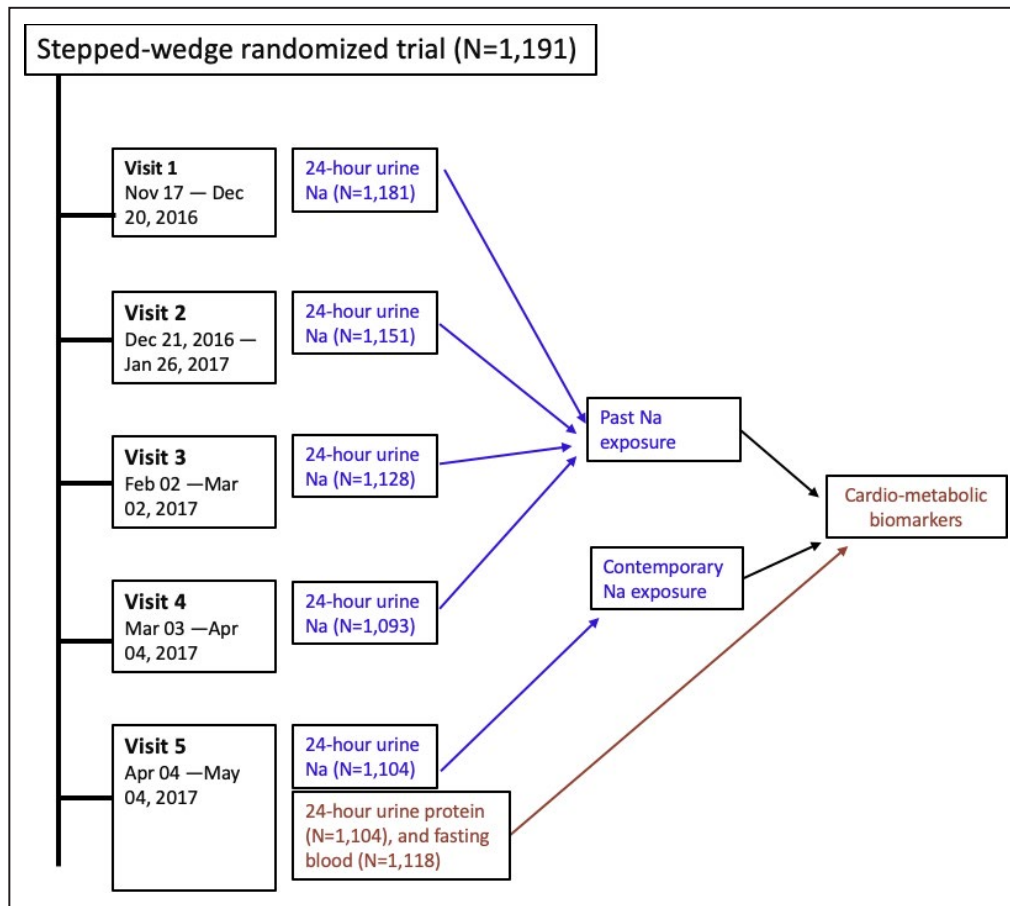 Stepped-wedge randomized trial (N=1,191)
Visit 1
Nov 17 — Dec
20, 2016
24-hour urine
Na (N=1,181)
Visit 2
Dec 21, 2016 —
Jan 26, 2017
24-hour urine
Na (N=1,151)
Visit 3
Feb 02 —Mar
02, 2017
24-hour urine
Na (N=1,128)
Past Na
exposure
Cardio-metabolic
biomarkers
Contemporary
Na exposure
Visit 4
Mar 03 —Apr
04, 2017
24-hour urine
Na (N=1,093)
Visit 5
Apr 04 —May
04, 2017
24-hour urine
Na (N=1,104)
24-hour urine protein
(N=1,104), and fasting
blood (N=1,118)